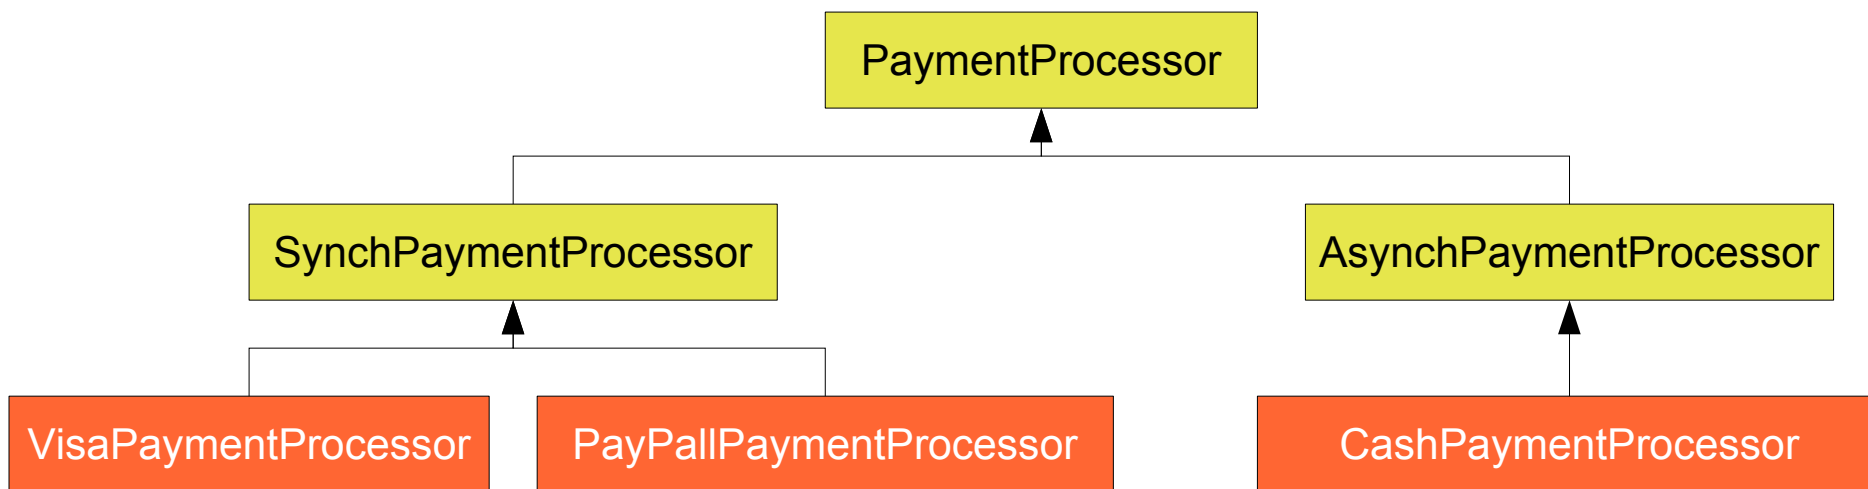 PaymentProcessor
SynchPaymentProcessor
AsynchPaymentProcessor
VisaPaymentProcessor
PayPallPaymentProcessor
CashPaymentProcessor